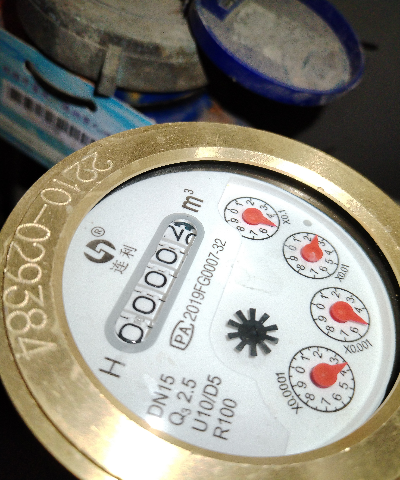 2210-029384
®
连利
00004
m³
PA 2019FG0007-32
H
DN15
Q₃ 2.5
U10/D5
R100
X0.1
X0.01
X0.001
X0.0001